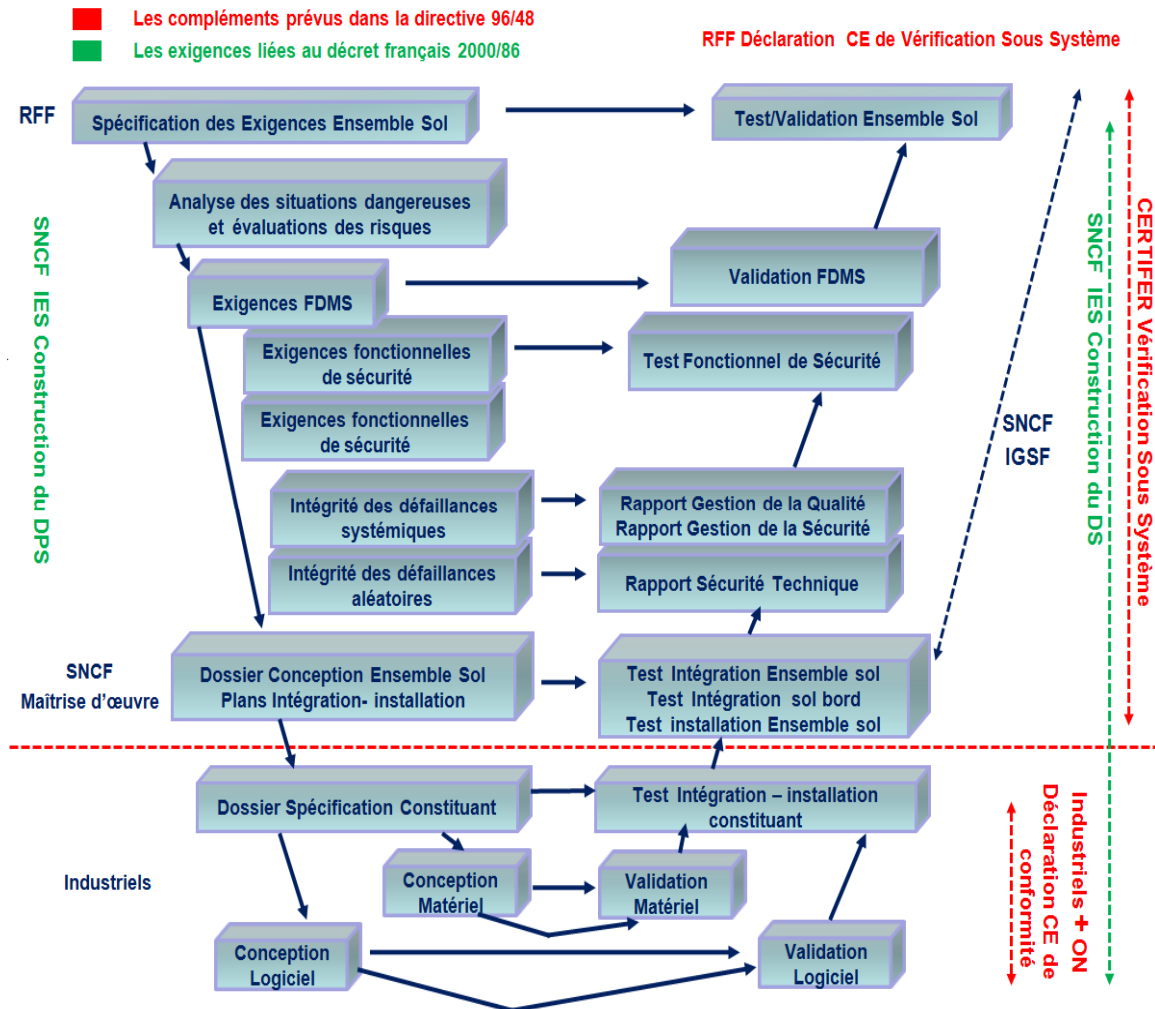 Les compléments prévus dans la directive 96/48
Les exigences liées au décret français 2000/86
RFF Déclaration CE de Vérification Sous Système
RFF
Spécification des Exigences Ensemble Sol
Test/Validation Ensemble Sol
Analyse des situations dangereuses
et évaluations des risques
Exigences FDMS
Validation FDMS
Exigences fonctionnelles
de sécurité
Test Fonctionnel de Sécurité
Exigences fonctionnelles
de sécurité
Intégrité des défaillances
systémiques
Rapport Gestion de la Qualité
Rapport Gestion de la Sécurité
Intégrité des défaillances
aléatoires
Rapport Sécurité Technique
SNCF
Maîtrise d'œuvre
Dossier Conception Ensemble Sol
Plans Intégration- installation
Test Intégration Ensemble sol
Test Intégration sol bord
Test installation Ensemble sol
Dossier Spécification Constituant
Test Intégration – installation
constituant
Industriels
Conception
Matériel
Validation
Matériel
Conception
Logiciel
Validation
Logiciel
SNCF IES Construction du DPS
SNCF
IGSF
SNCF IES Construction du DS
CERTIFER Vérification Sous Système
Industriels + ON
Déclaration CE de
conformité